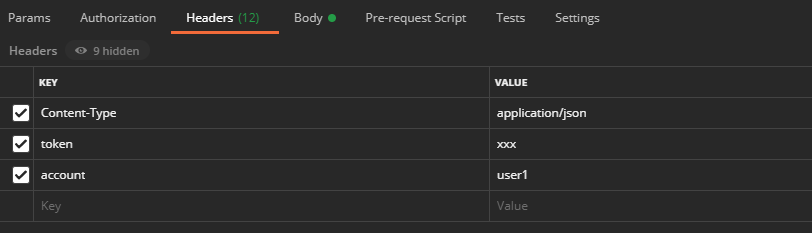 Params Authorization Headers (12) Body Pre-request Script Tests Settings
Headers 9 hidden
KEY VALUE
Content-Type application/json
token xxx
account user1
Key Value